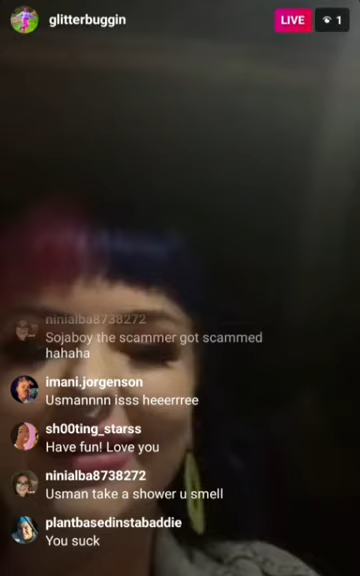 glitterbuggin
LIVE
1
ninialba8738272
Sojaboy the scammer got scammed
hahaha
imani.jorgenson
Usmannnn isss heeerrree
sh00ting_starss
Have fun! Love you
ninialba8738272
Usman take a shower u smell
plantbasedinstabaddie
You suck